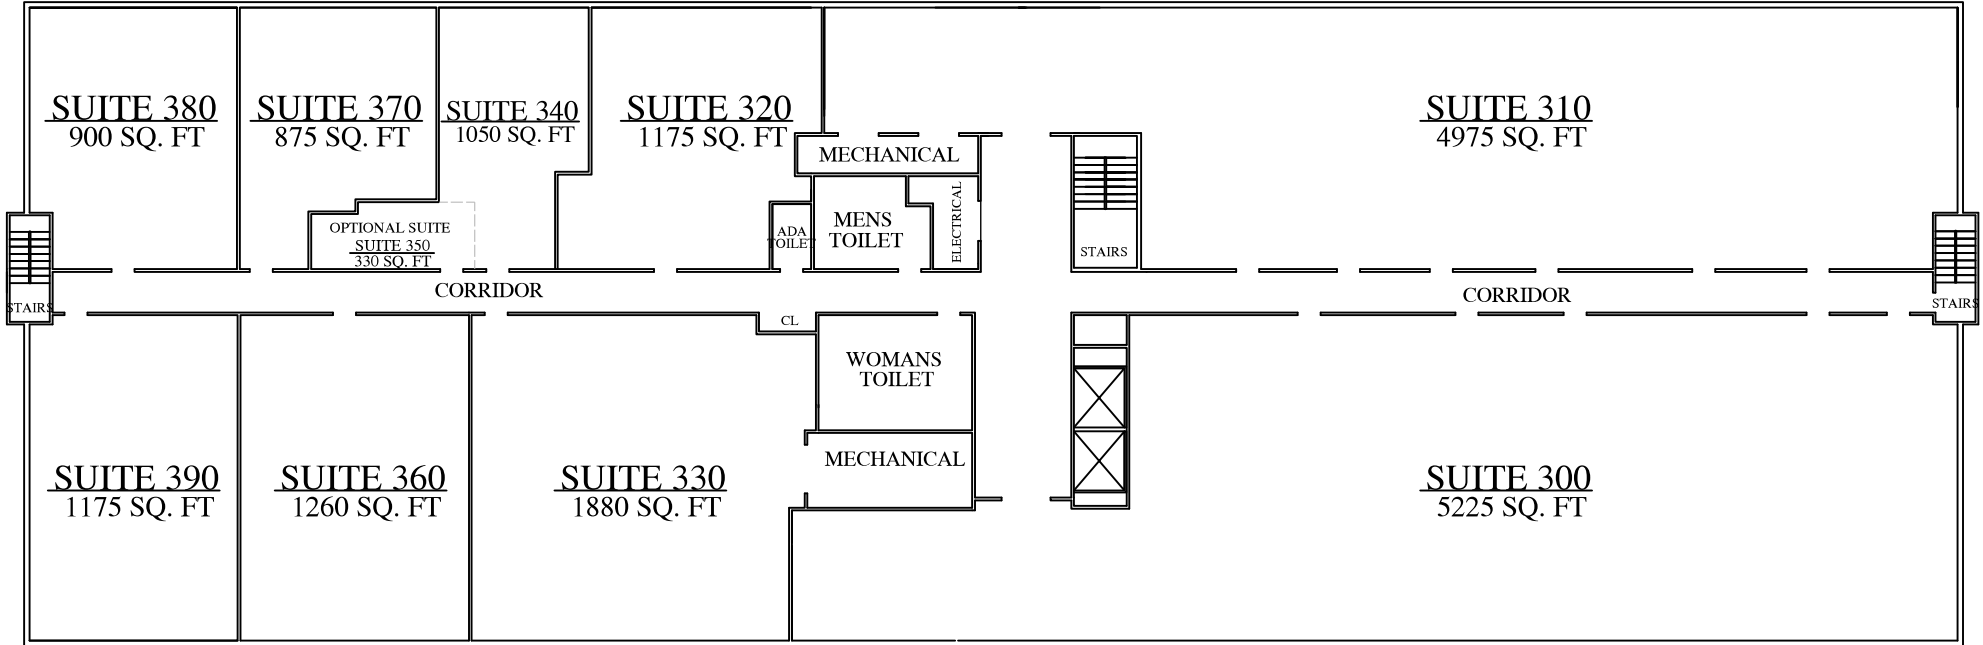 SUITE 380
900 SQ. FT
SUITE 370
875 SQ. FT
SUITE 340
1050 SQ. FT
SUITE 320
1175 SQ. FT
SUITE 310
4975 SQ. FT
MECHANICAL
OPTIONAL SUITE
SUITE 350
330 SQ. FT
ADA
TOILET
MENS
TOILET
ELECTRICAL
STAIRS
STAIRS
CORRIDOR
CORRIDOR
STAIRS
CL
WOMANS
TOILET
MECHANICAL
SUITE 390
1175 SQ. FT
SUITE 360
1260 SQ. FT
SUITE 330
1880 SQ. FT
SUITE 300
5225 SQ. FT